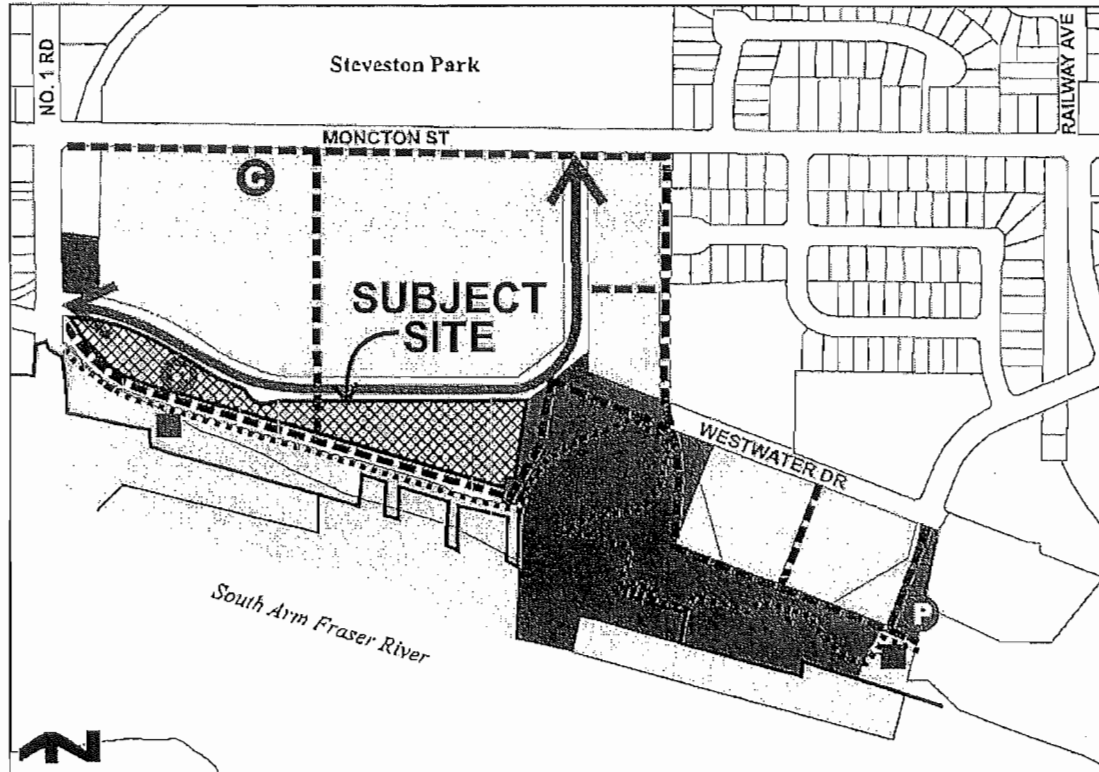 Steveston Park
NO. 1 RD
RAILWAY AVE
MONCTON ST
C
SUBJECT
SITE
WESTWATER DR
P
South Arm Fraser River
N